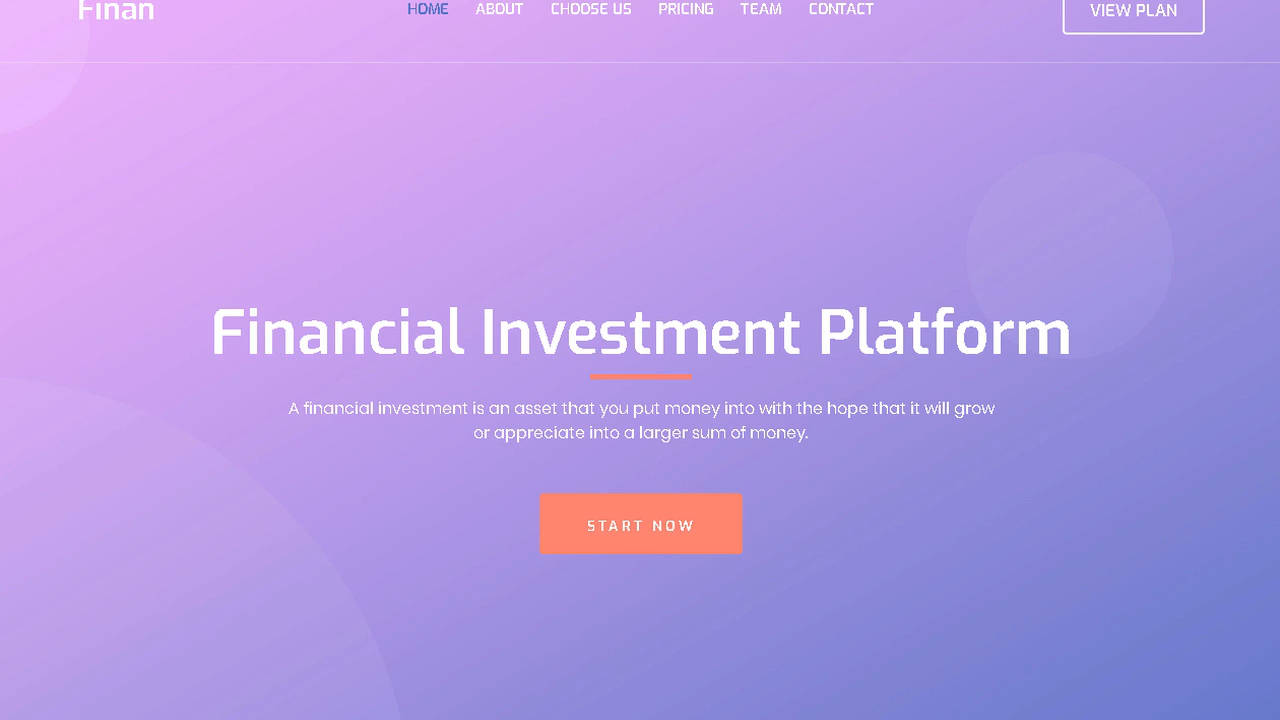 Finan
HOME ABOUT CHOOSE US PRICING TEAM CONTACT
VIEW PLAN
Financial Investment Platform
A financial investment is an asset that you put money into with the hope that it will grow
or appreciate into a larger sum of money.
START NOW